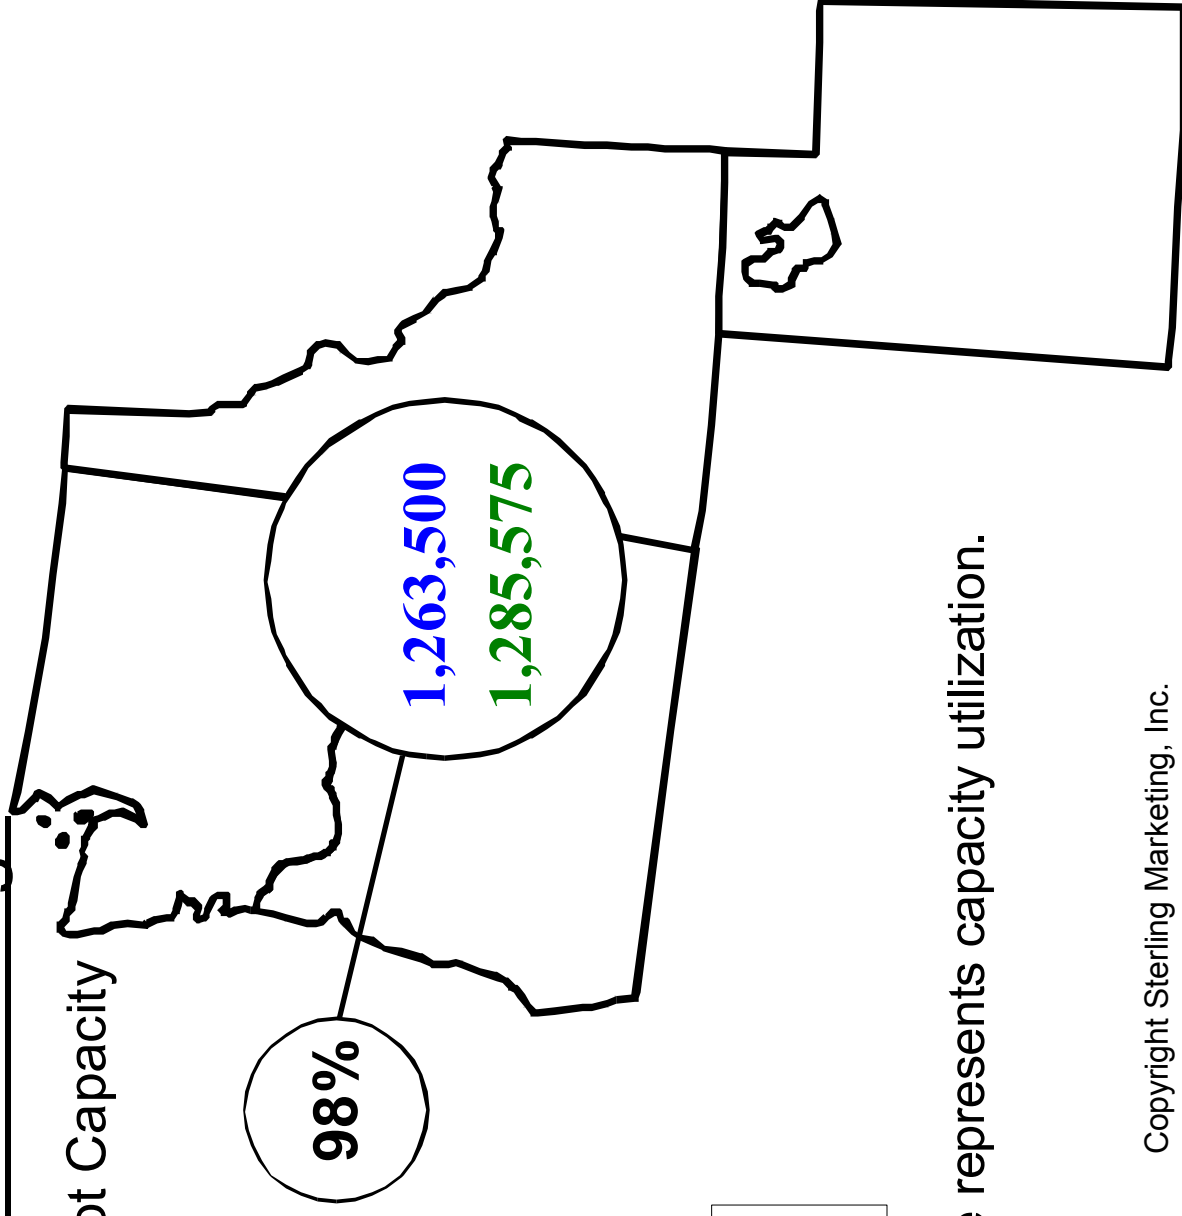 ot Capacity
98%
1,263,500
1,285,575
represents capacity utilization.
Copyright Sterling Marketing, Inc.